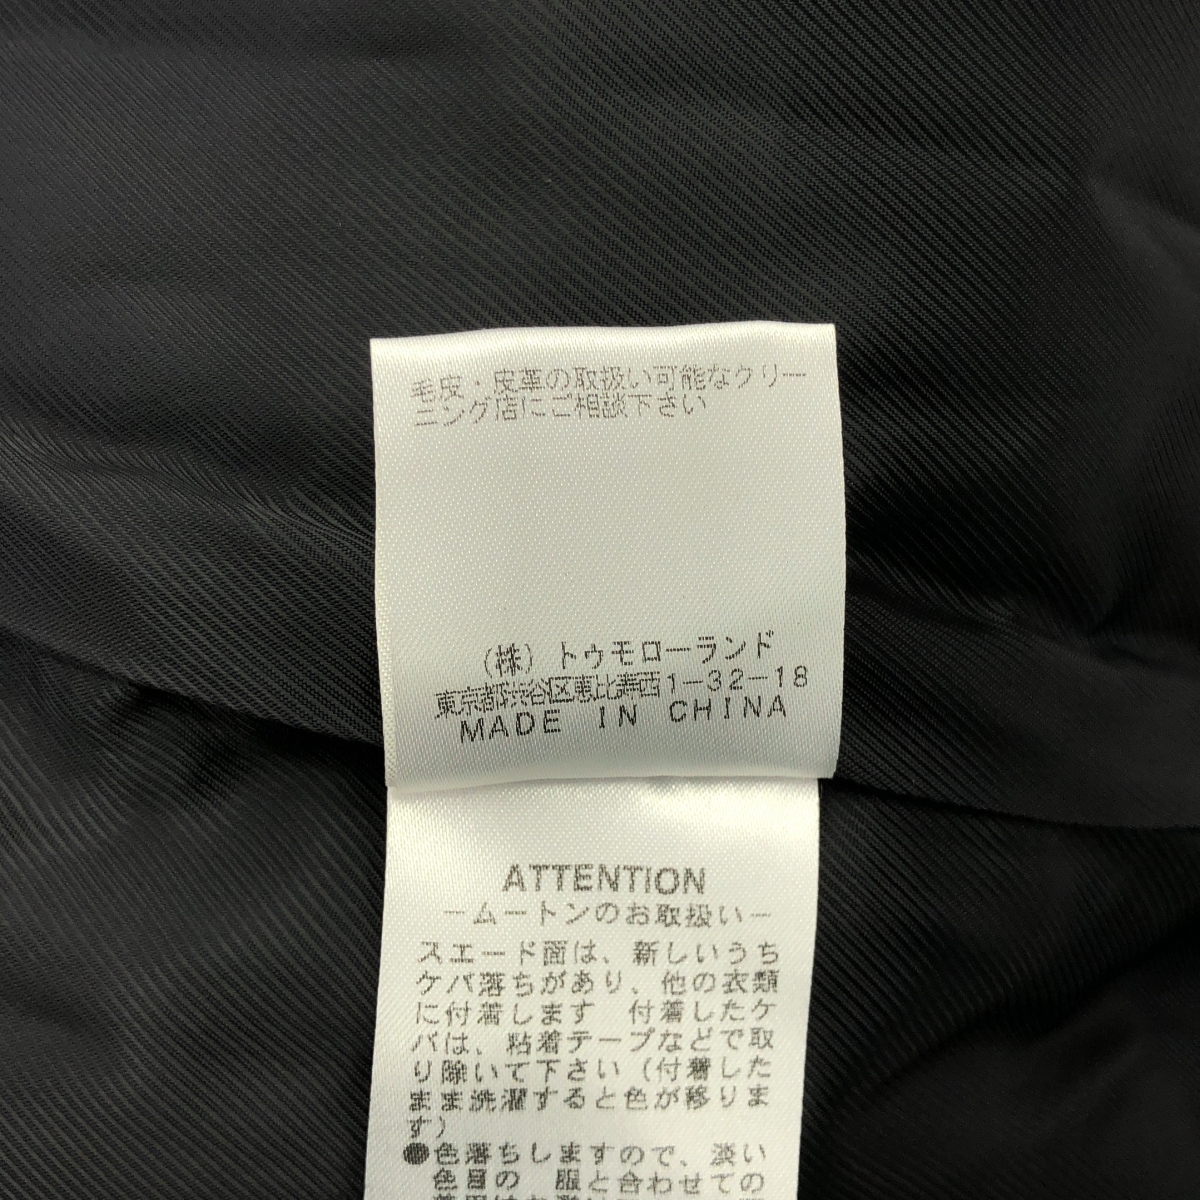 毛皮・皮革の取扱い可能なクリー
ニング店にご相談下さい
(株)トゥモローランド
東京都渋谷区恵比寿西1-32-18
MADE IN CHINA
ATTENTION
ームートンのお取扱いー
スエード面は、新しいうち
ケバ落ちがあり、他の衣類
に付着します 付着したケ
バは、粘着テープなどで取
り除いて下さい(付着した
まま洗濯すると色が移りま
す)
●色落ちしますので、淡い
色目の 服と合わせての